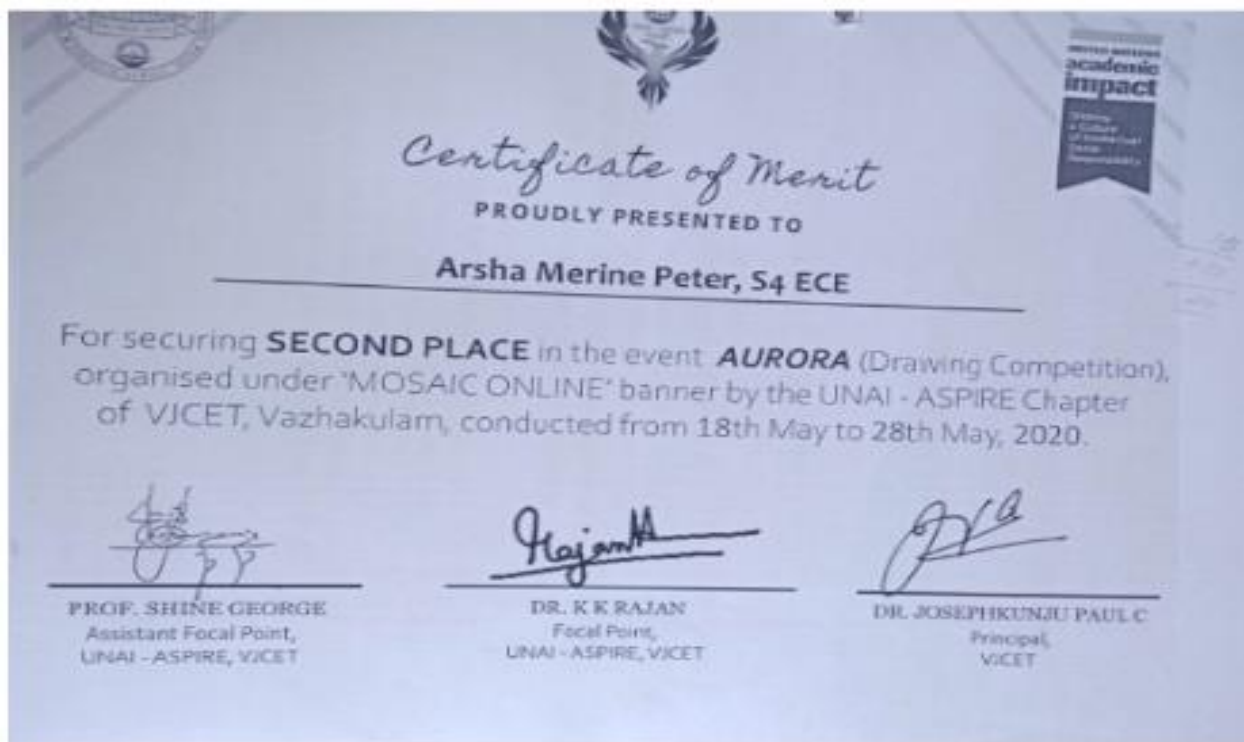 UNITED NATIONS
academic
impact
Certificate of Merit
PROUDLY PRESENTED TO
Arsha Merine Peter, S4 ECE
For securing SECOND PLACE in the event AURORA (Drawing Competition),
organised under "MOSAIC ONLINE" banner by the UNAI - ASPIRE Chapter
of VJCET, Vazhakulam, conducted from 18th May to 28th May, 2020.
PROF. SHINE GEORGE
Assistant Focal Point,
UNAI - ASPIRE, VJCET
DR. K K RAJAN
Focal Point,
UNAI - ASPIRE, VJCET
DR. JOSEPHKUNJU PAUL C
Principal,
VJCET